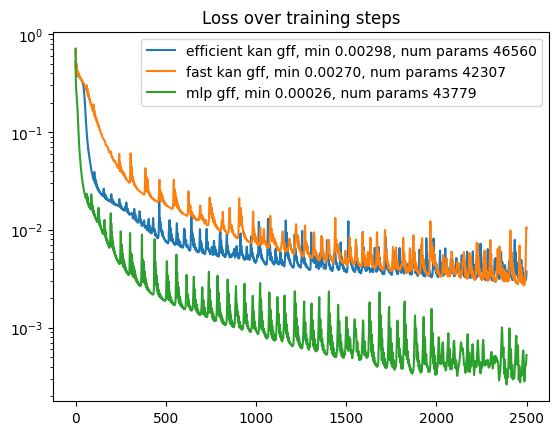 Loss over training steps
efficient kan gff, min 0.00298, num params 46560
fast kan gff, min 0.00270, num params 42307
mlp gff, min 0.00026, num params 43779
10⁰
10⁻¹
10⁻²
10⁻³
0 500 1000 1500 2000 2500